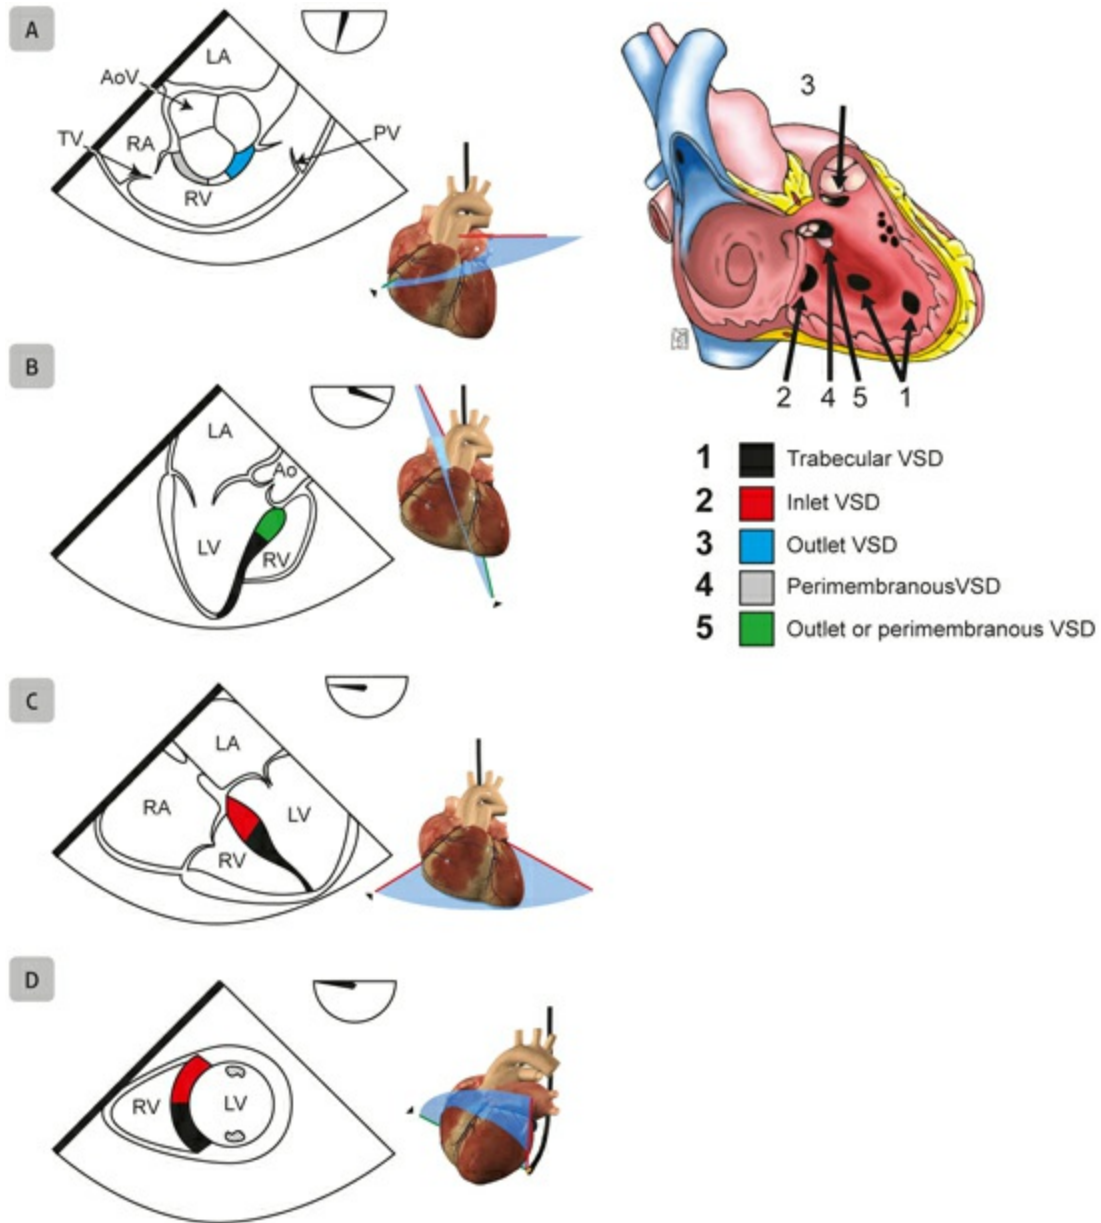 A
LA
AoV
TV
RA
PV
RV
3
2 4 5 1
B
LA
Ao
LV
RV
1 Trabecular VSD
2 Inlet VSD
3 Outlet VSD
4 PerimembranousVSD
5 Outlet or perimembranous VSD
C
LA
RA
LV
RV
D
RV
LV